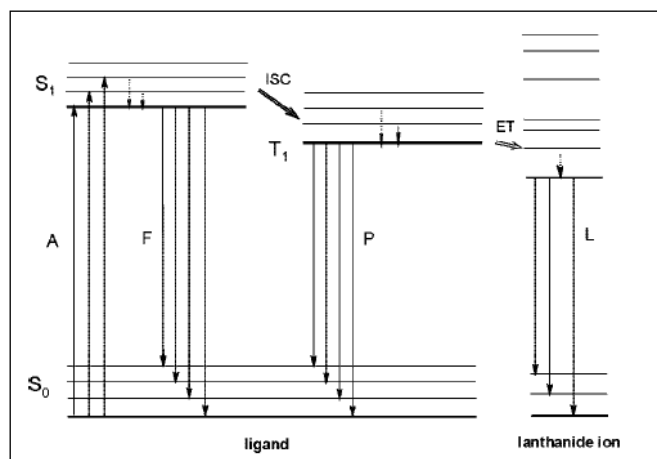 S1
ISC
T1
ET
A
F
P
L
S0
ligand
lanthanide ion